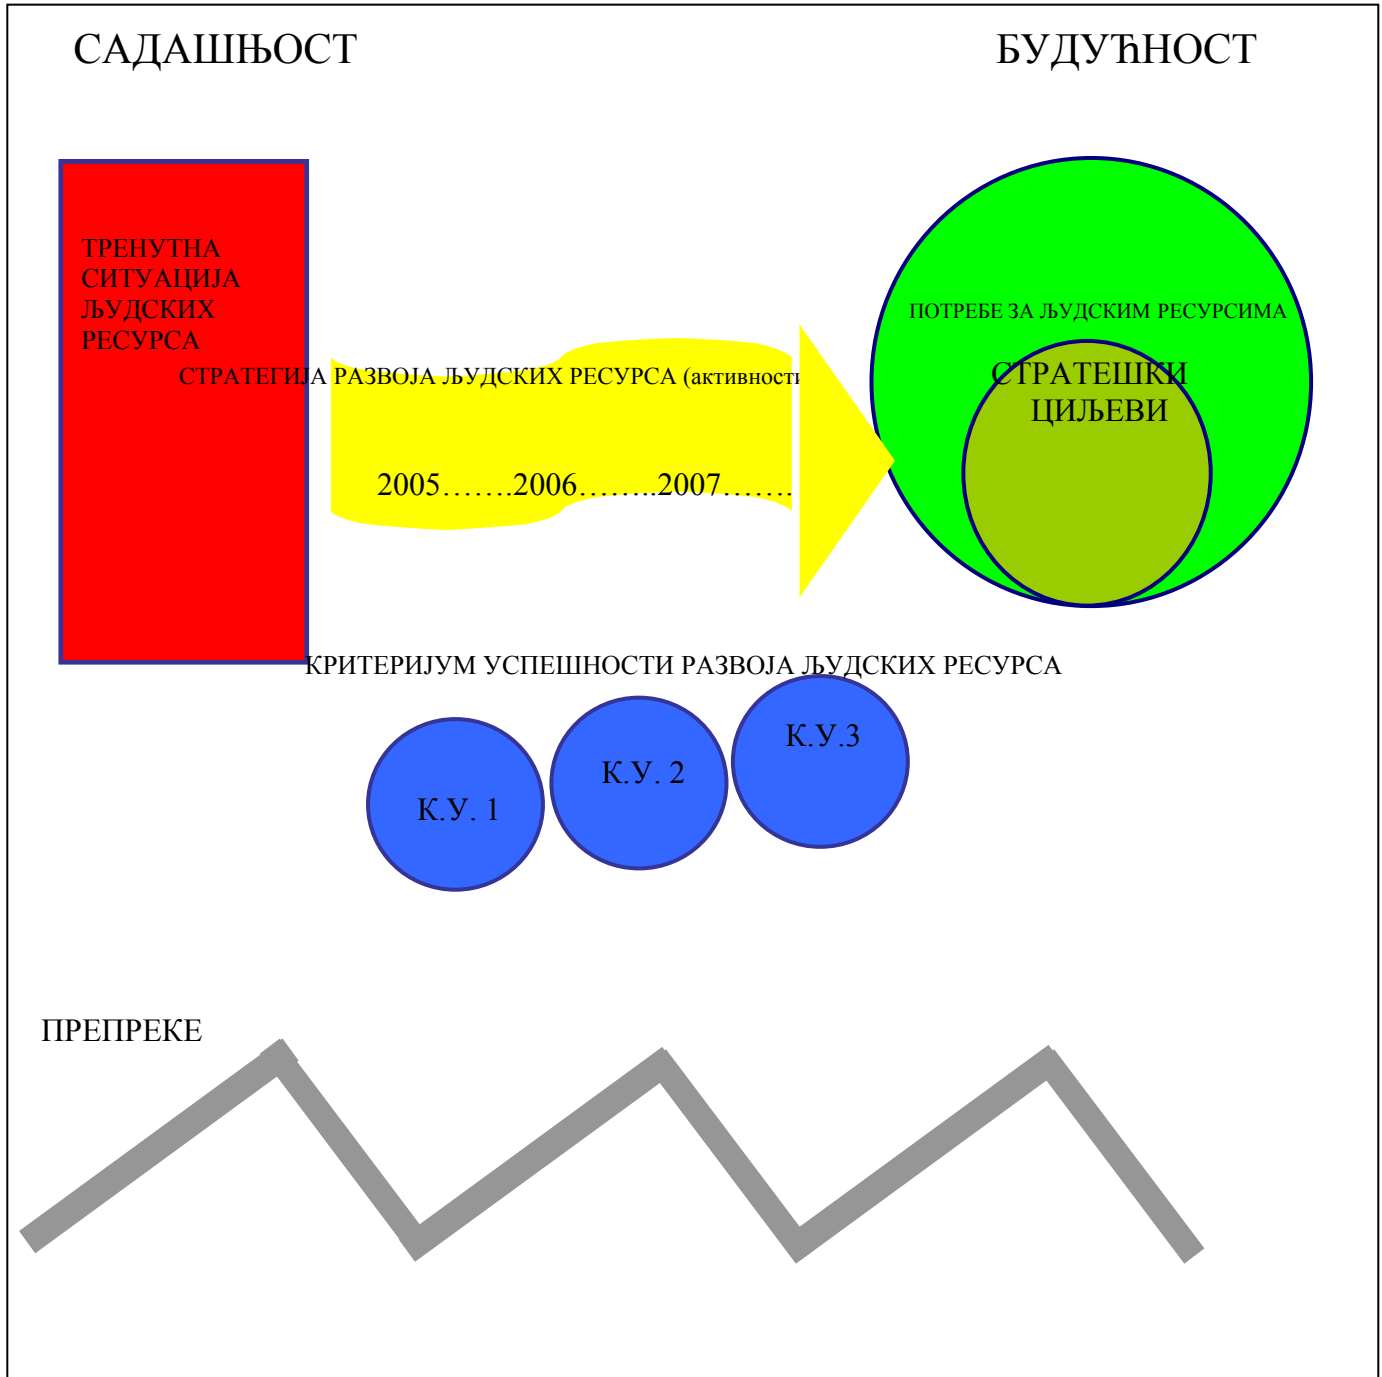 САДАШЊОСТ
БУДУЋНОСТ
ТРЕНУТНА
СИТУАЦИЈА
ЉУДСКИХ
РЕСУРСА
ПОТРЕБЕ ЗА ЉУДСКИМ РЕСУРСИМА
СТРАТЕГИЈА РАЗВОЈА ЉУДСКИХ РЕСУРСА (активности
СТРАТЕШКИ
ЦИЉЕВИ
2005…….2006……..2007…….
КРИТЕРИЈУМ УСПЕШНОСТИ РАЗВОЈА ЉУДСКИХ РЕСУРСА
К.У. 1
К.У. 2
К.У.3
ПРЕПРЕКЕ